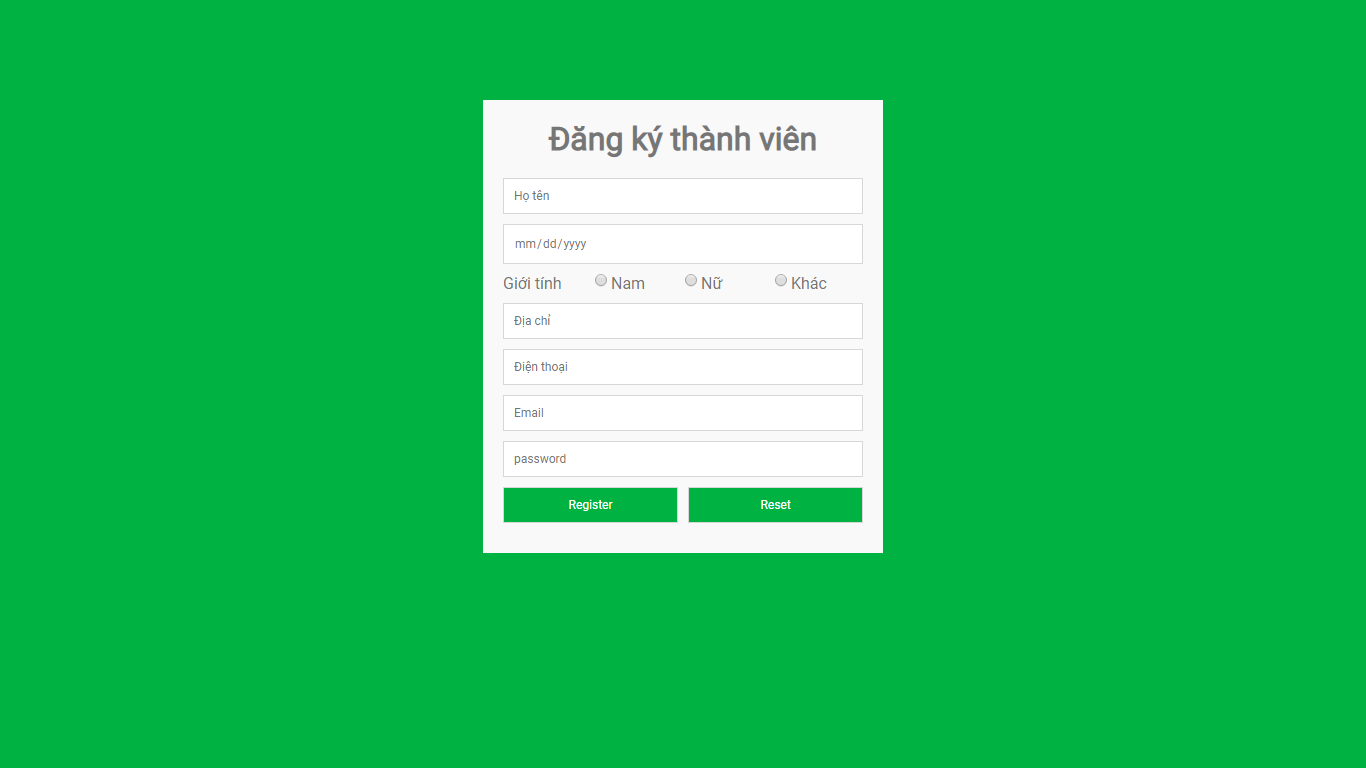 Đăng ký thành viên
Họ tên
mm/dd/yyyy
Giới tính Nam Nữ Khác
Địa chỉ
Điện thoại
Email
password
Register Reset